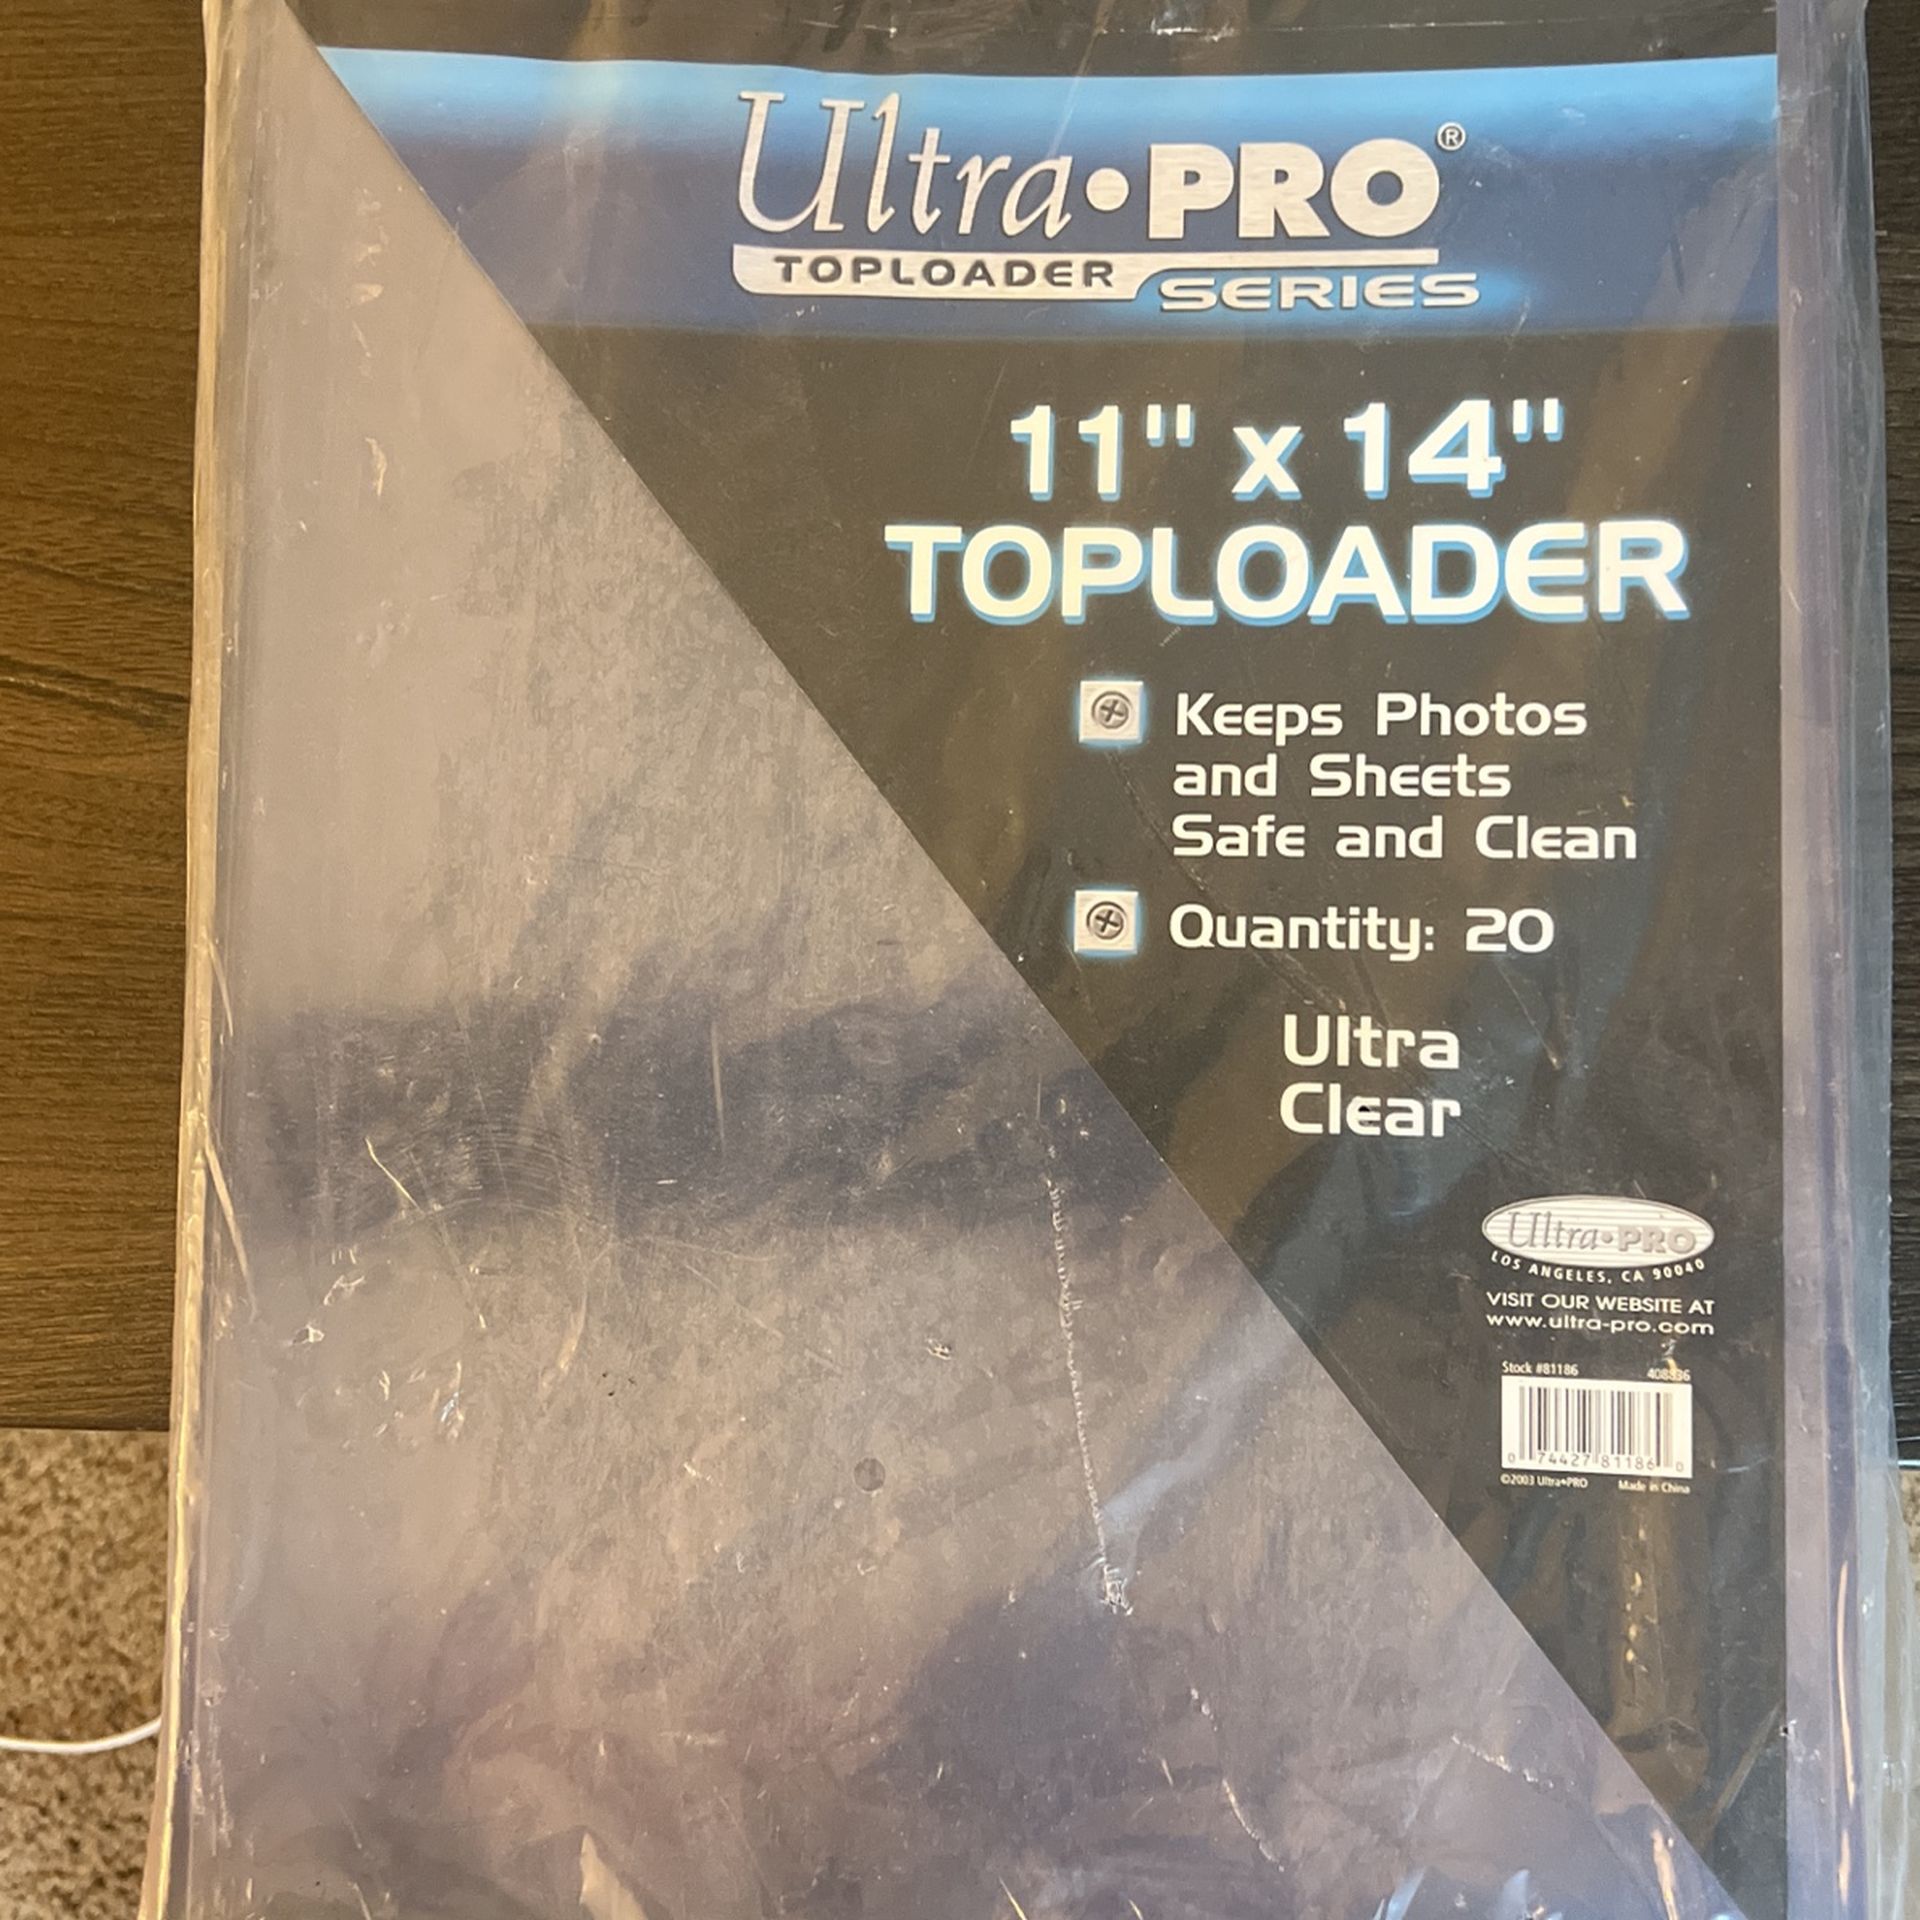 Ultra•PRO®
TOPLOADER SERIES
11" x 14"
TOPLOADER
Keeps Photos
and Sheets
Safe and Clean
Quantity: 20
Ultra
Clear
Ultra•PRO
LOS ANGELES, CA 90040
VISIT OUR WEBSITE AT
www.ultra-pro.com
Stock #81186 408836
0 74427 81186 0
©2003 Ultra•PRO Made in China